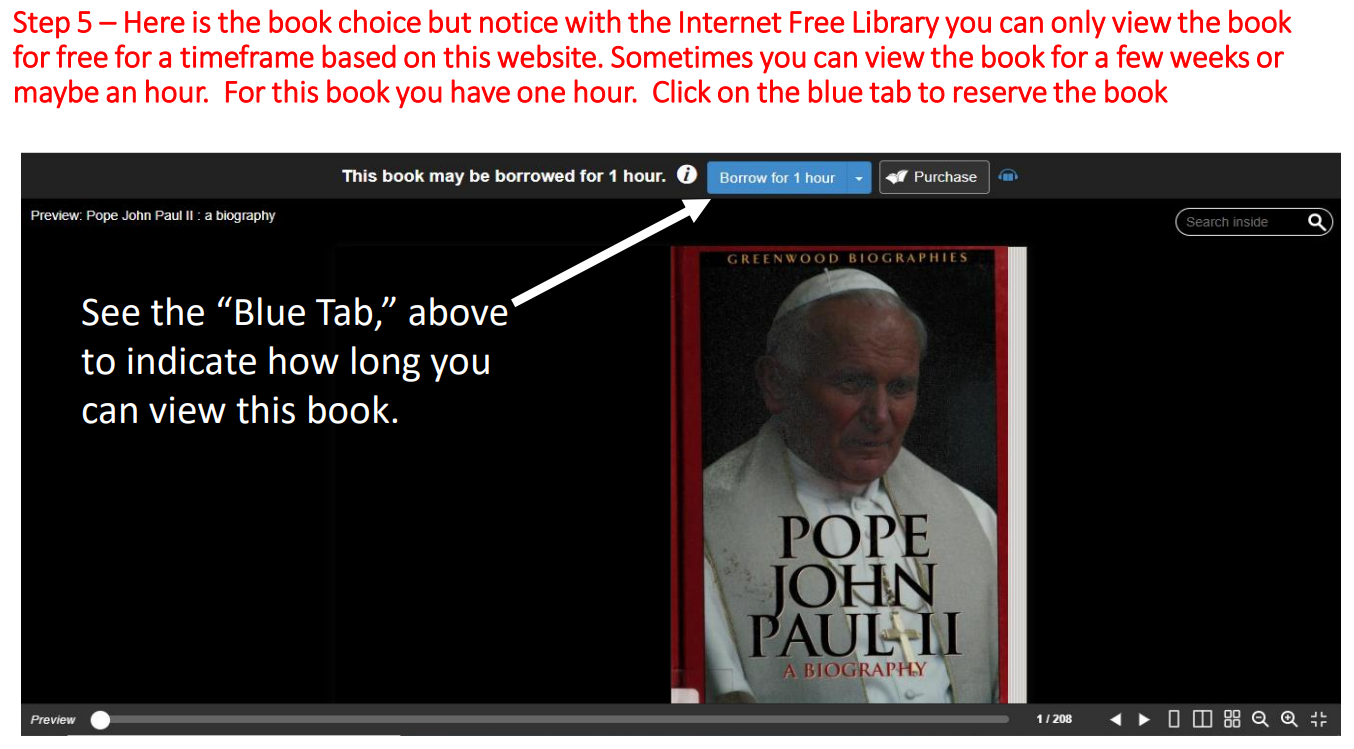 Step 5 – Here is the book choice but notice with the Internet Free Library you can only view the book
for free for a timeframe based on this website. Sometimes you can view the book for a few weeks or
maybe an hour.  For this book you have one hour.  Click on the blue tab to reserve the book
This book may be borrowed for 1 hour. i Borrow for 1 hour Purchase
Preview: Pope John Paul II : a biography
Search inside
GREENWOOD BIOGRAPHIES
See the “Blue Tab,” above
to indicate how long you
can view this book.
POPE
JOHN
PAUL II
A BIOGRAPHY
Preview 1 / 208